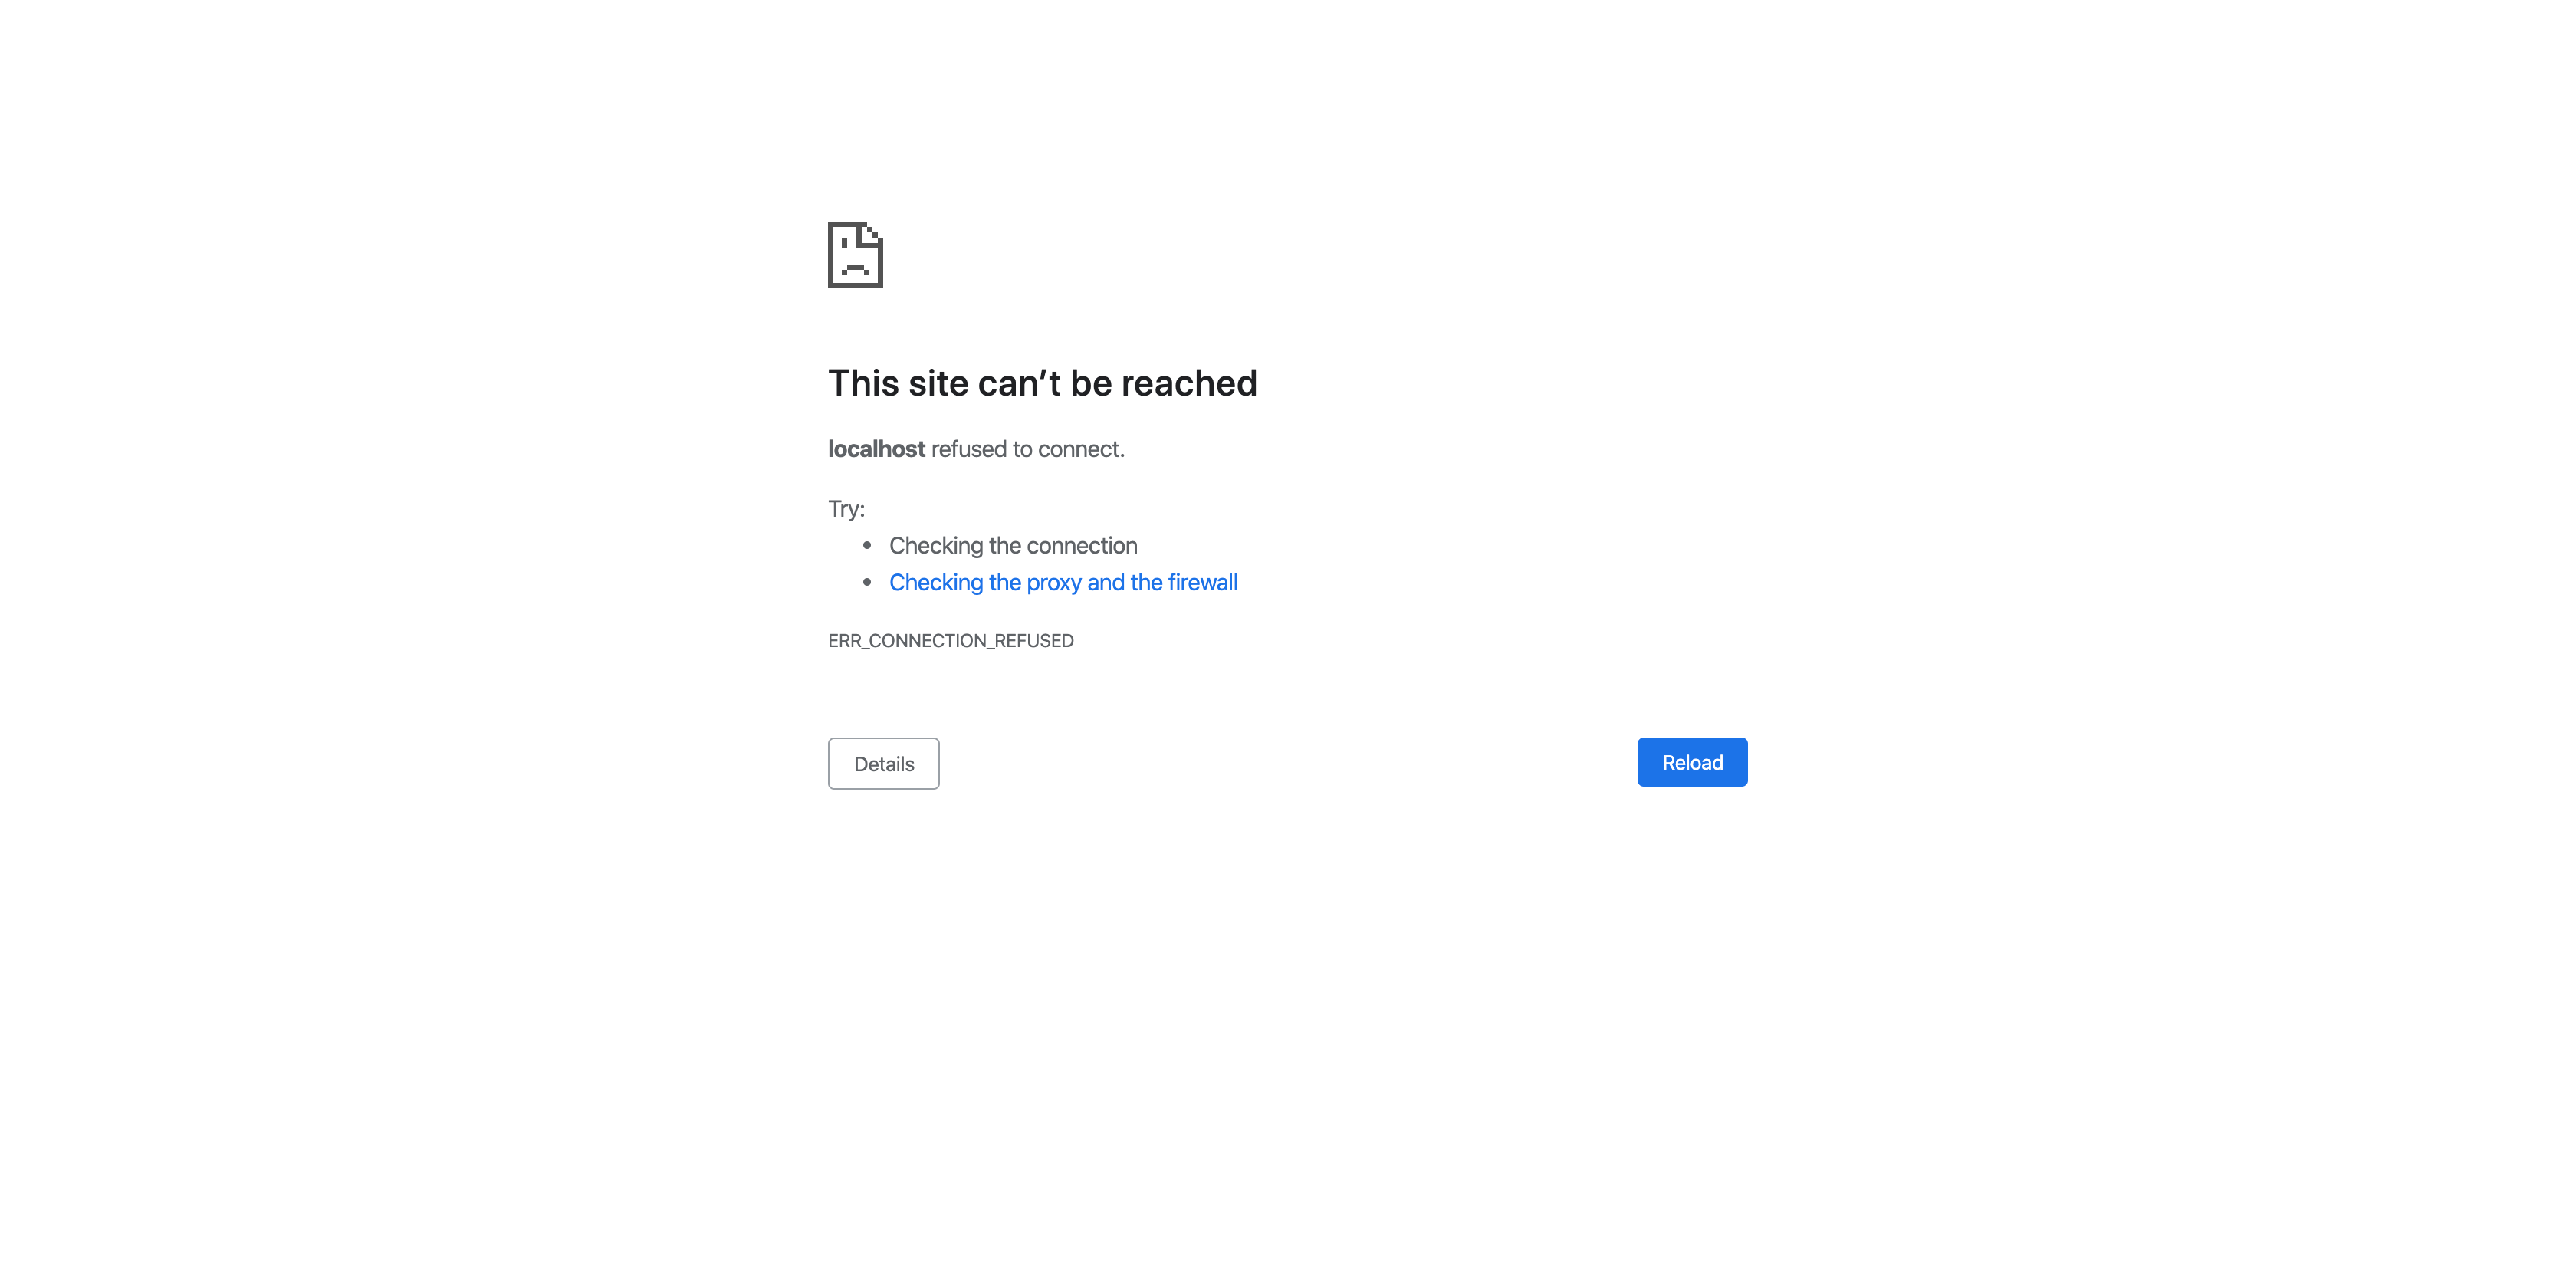 This site can’t be reached
localhost refused to connect.
Try:
• Checking the connection
• Checking the proxy and the firewall
ERR_CONNECTION_REFUSED
Details
Reload